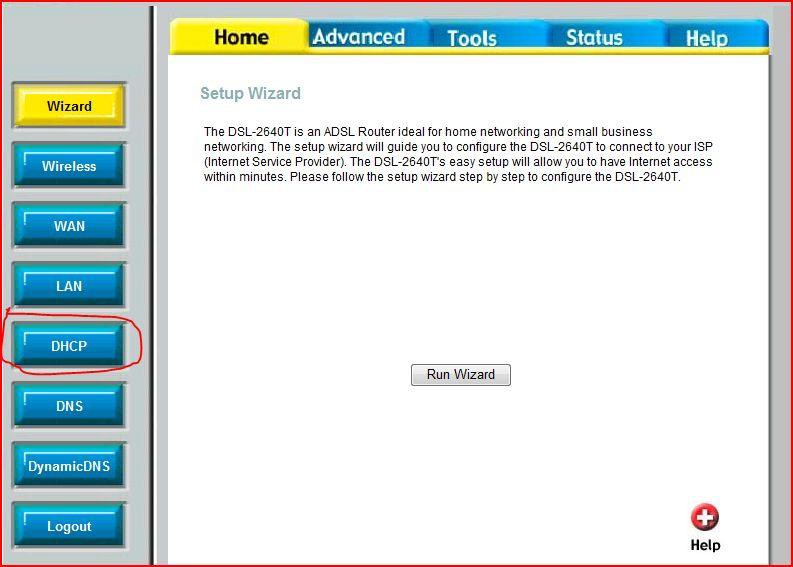 Home
Advanced
Tools
Status
Help
Wizard
Wireless
WAN
LAN
DHCP
DNS
DynamicDNS
Logout
Setup Wizard
The DSL-2640T is an ADSL Router ideal for home networking and small business
networking. The setup wizard will guide you to configure the DSL-2640T to connect to your ISP
(Internet Service Provider). The DSL-2640T's easy setup will allow you to have Internet access
within minutes. Please follow the setup wizard step by step to configure the DSL-2640T.
Run Wizard
Help